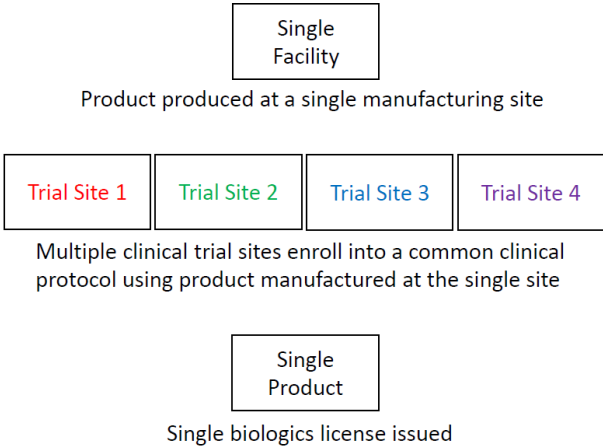 Single
Facility
Product produced at a single manufacturing site
Trial Site 1
Trial Site 2
Trial Site 3
Trial Site 4
Multiple clinical trial sites enroll into a common clinical
protocol using product manufactured at the single site
Single
Product
Single biologics license issued